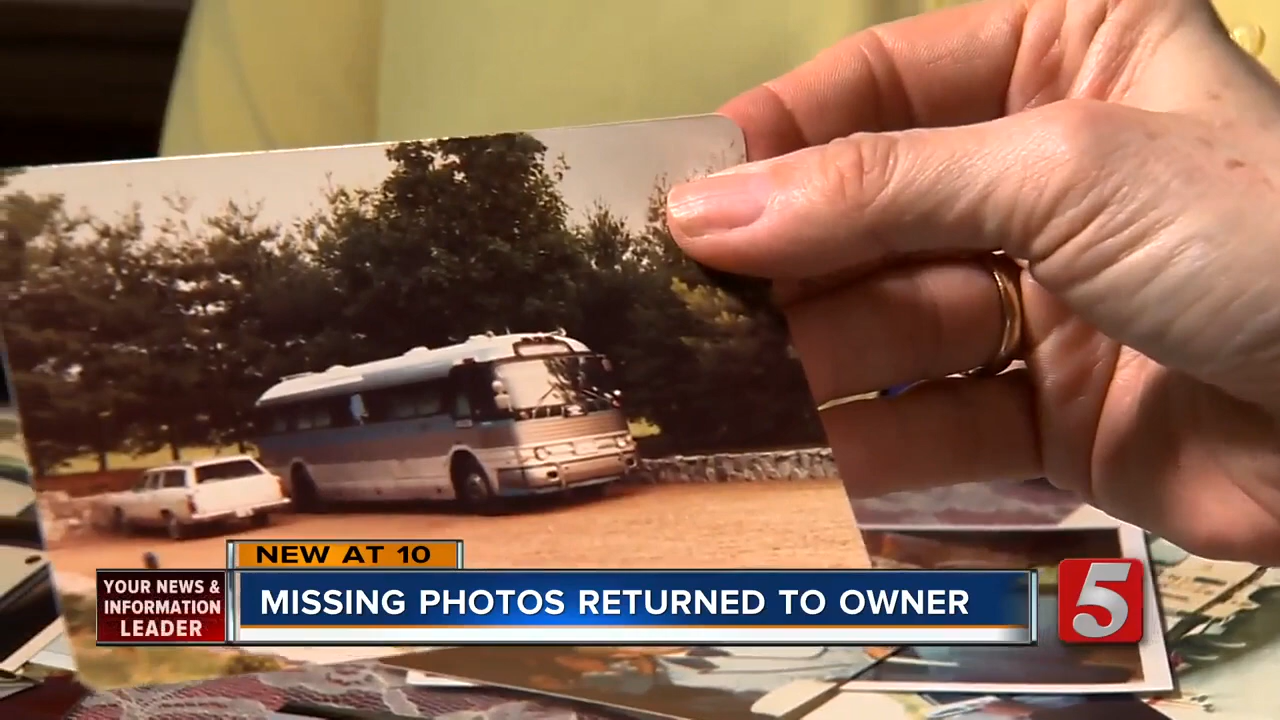 NEW AT 10
YOUR NEWS &
INFORMATION
LEADER
MISSING PHOTOS RETURNED TO OWNER
5